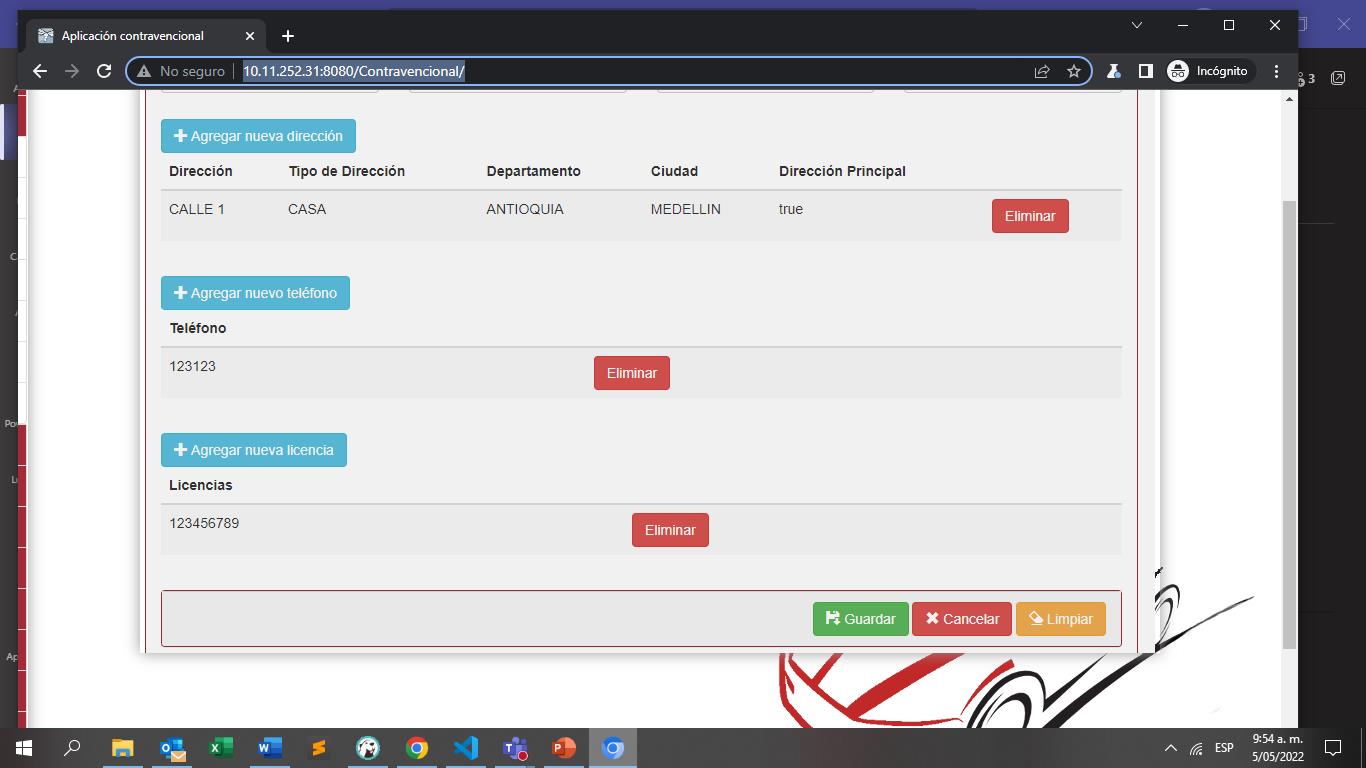 Aplicación contravencional
No seguro
10.11.252.31:8080/Contravencional/
Incógnito
3
Agregar nueva dirección
Dirección Tipo de Dirección Departamento Ciudad Dirección Principal
CALLE 1 CASA ANTIOQUIA MEDELLIN true Eliminar
Agregar nuevo teléfono
Teléfono
123123 Eliminar
Agregar nueva licencia
Licencias
123456789 Eliminar
Guardar Cancelar Limpiar
ESP
9:54 a. m.
5/05/2022